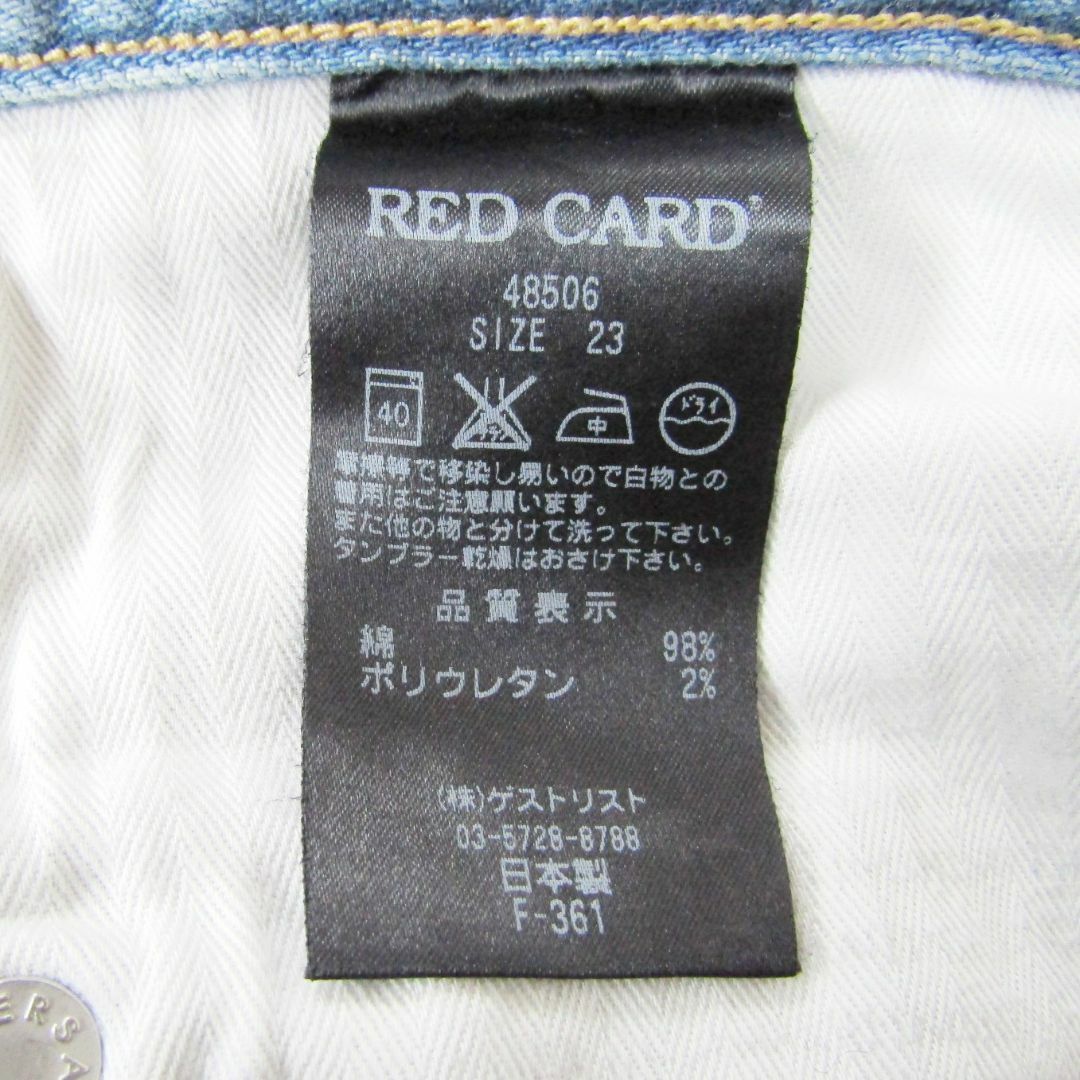 RED CARD
48506
SIZE 23
40
中 ドライ
摩擦等で移染し易いので白物との
着用はご注意願います。
また他の物と分けて洗って下さい。
タンブラー乾燥はおさけ下さい。
品質表示
綿 98%
ポリウレタン 2%
(株)ゲストリスト
03-5728-8788
日本製
F-361
ERSA